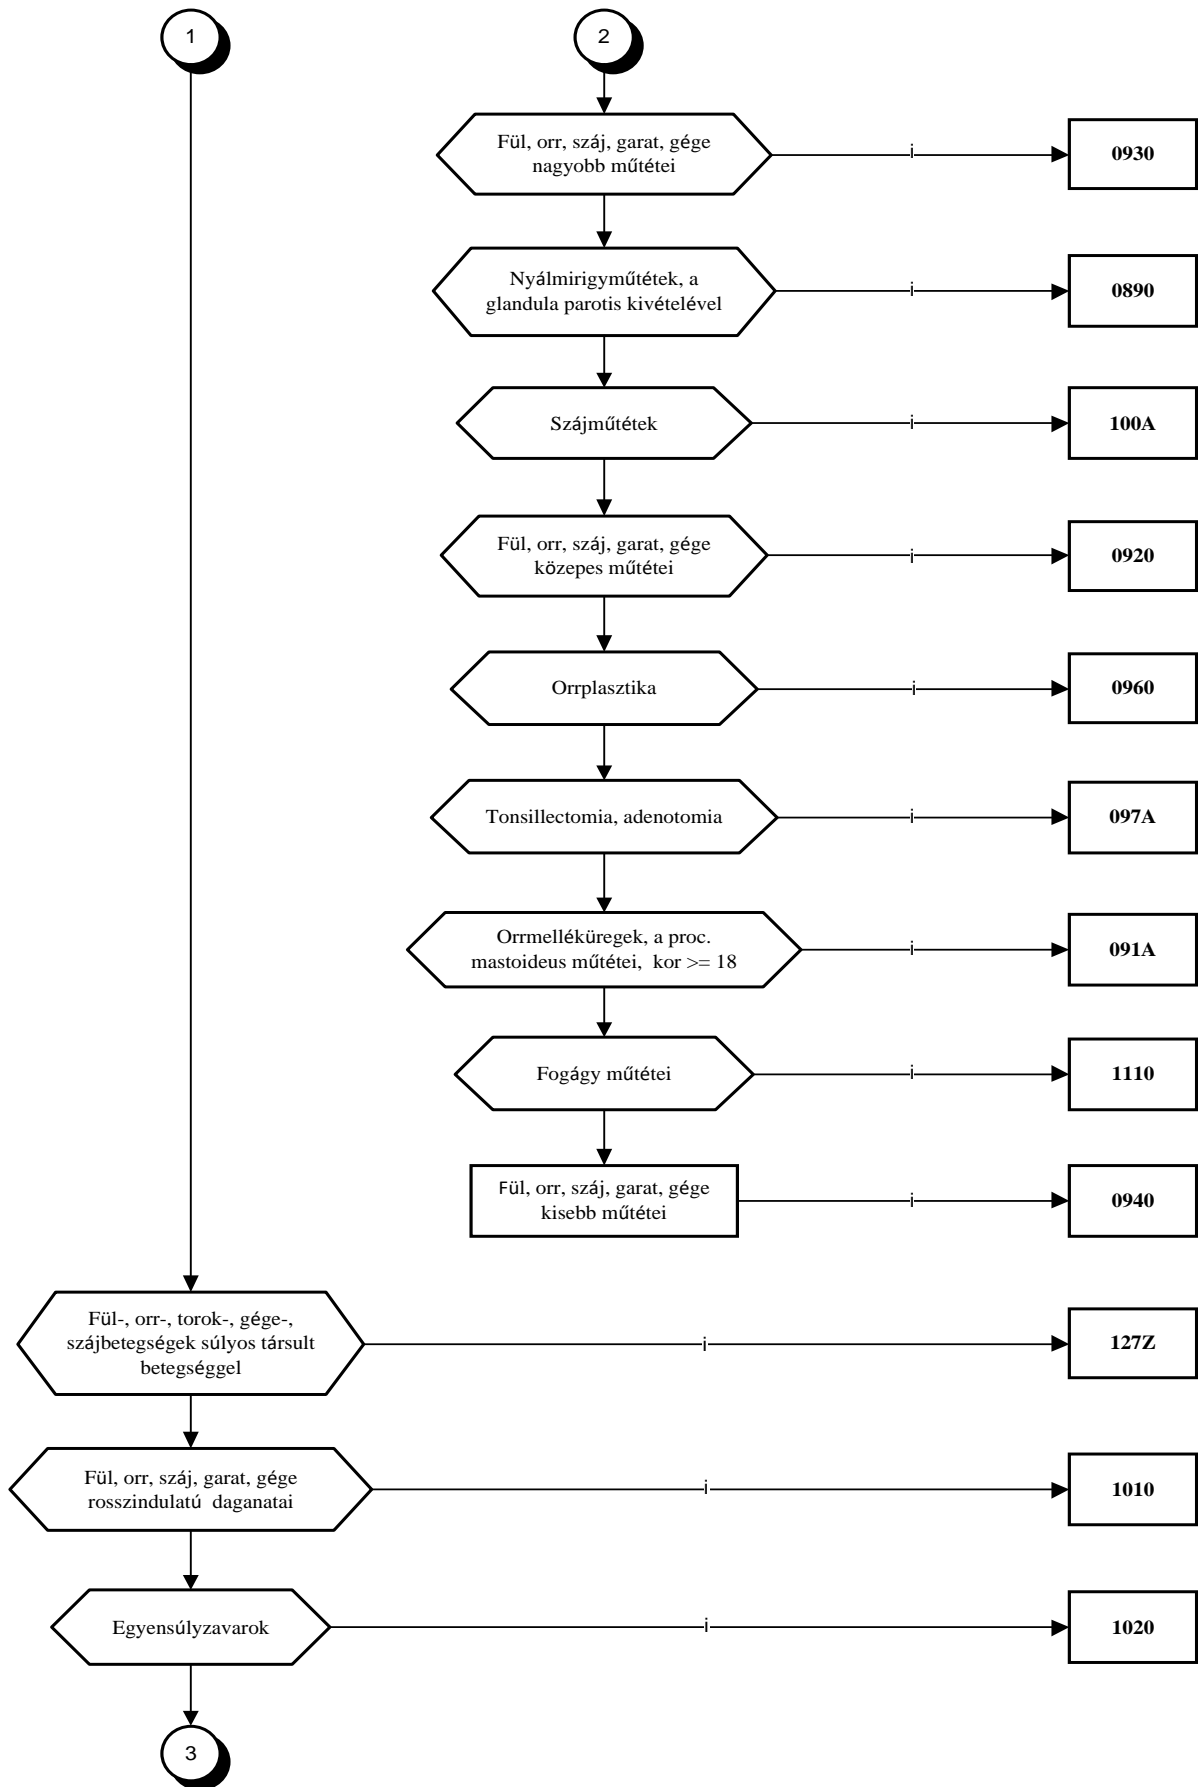 1
2
Fül, orr, száj, garat, gége
nagyobb műtétei
i
0930
Nyálmirigyműtétek, a
glandula parotis kivételével
i
0890
Szájműtétek
i
100A
Fül, orr, száj, garat, gége
közepes műtétei
i
0920
Orrplasztika
i
0960
Tonsillectomia, adenotomia
i
097A
Orrmelléküregek, a proc.
mastoideus műtétei, kor >= 18
i
091A
Fogágy műtétei
i
1110
Fül, orr, száj, garat, gége
kisebb műtétei
i
0940
Fül-, orr-, torok-, gége-,
szájbetegségek súlyos társult
betegséggel
i
127Z
Fül, orr, száj, garat, gége
rosszindulatú daganatai
i
1010
Egyensúlyzavarok
i
1020
3